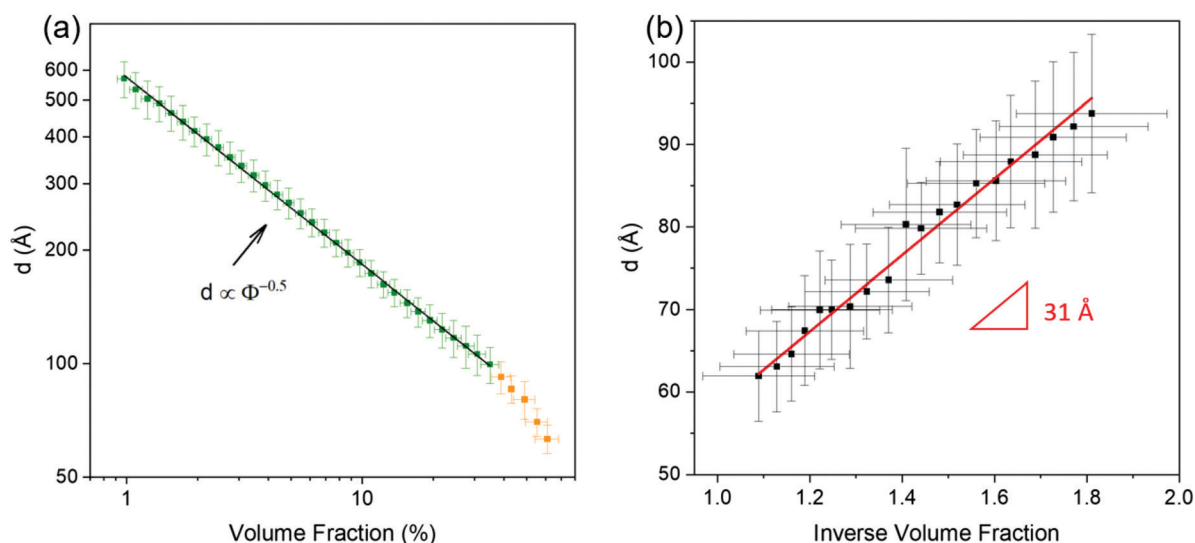 (a)
600
500
400
300
200
100
50
d (Å)
d ∝ Φ⁻⁰·⁵
1
10
Volume Fraction (%)
(b)
100
90
80
70
60
50
d (Å)
31 Å
1.0
1.2
1.4
1.6
1.8
2.0
Inverse Volume Fraction